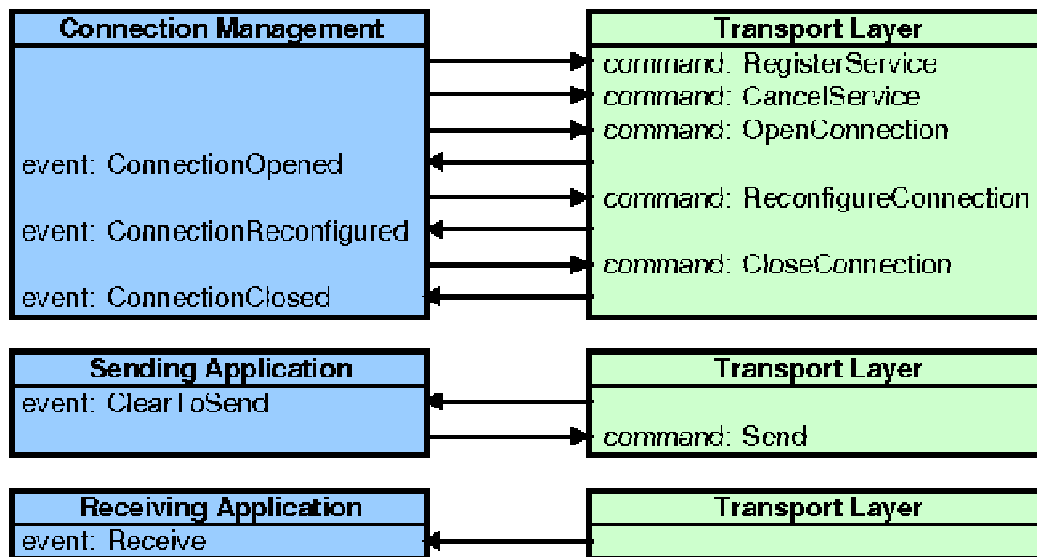 Connection Management
Transport Layer
command: RegisterService
command: CancelService
command: OpenConnection
event: ConnectionOpened
command: ReconfigureConnection
event: ConnectionReconfigured
command: CloseConnection
event: ConnectionClosed
Sending Application
Transport Layer
event: ClearToSend
command: Send
Receiving Application
Transport Layer
event: Receive